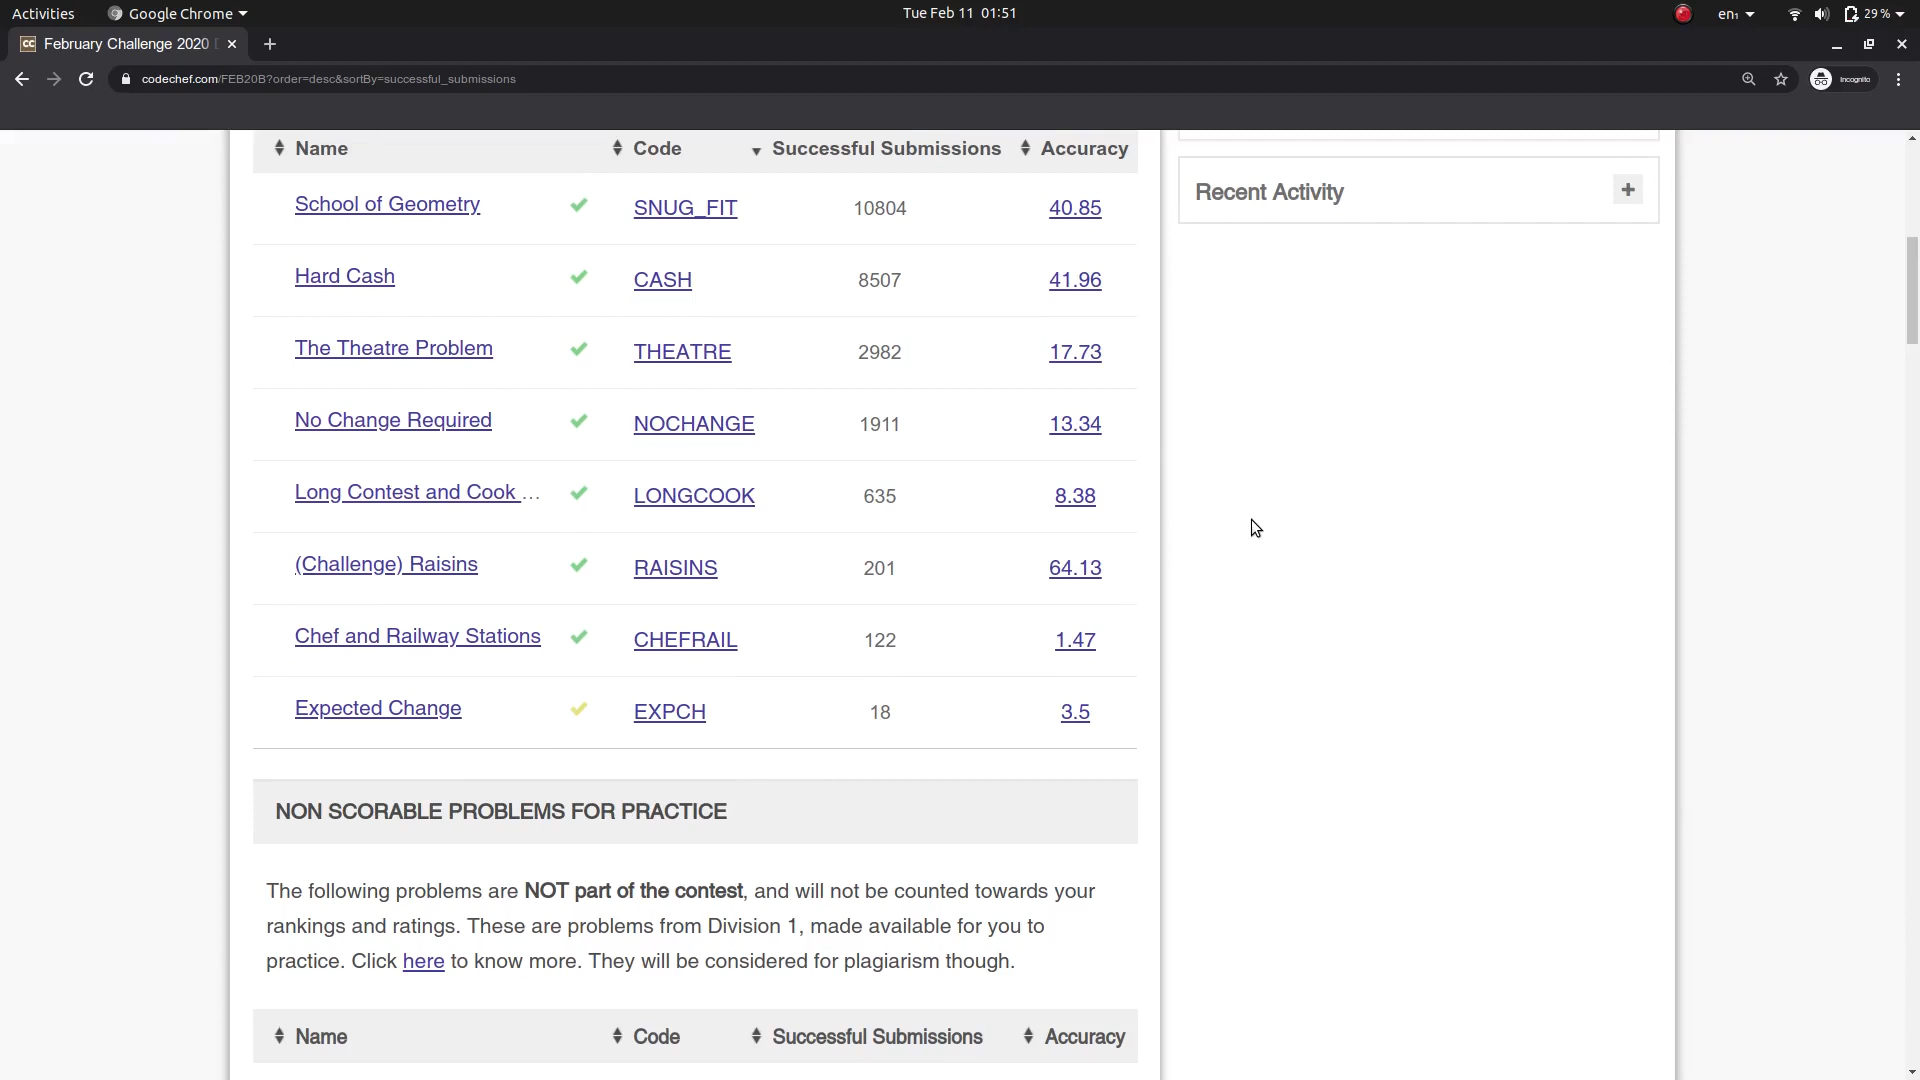 Activities Google Chrome Tue Feb 11 01:51 en₁ 29 %
CC February Challenge 2020
codechef.com/FEB20B?order=desc&sortBy=successful_submissions Incognito
Name Code Successful Submissions Accuracy
School of Geometry SNUG_FIT 10804 40.85
Recent Activity +
Hard Cash CASH 8507 41.96
The Theatre Problem THEATRE 2982 17.73
No Change Required NOCHANGE 1911 13.34
Long Contest and Cook ... LONGCOOK 635 8.38
(Challenge) Raisins RAISINS 201 64.13
Chef and Railway Stations CHEFRAIL 122 1.47
Expected Change EXPCH 18 3.5
NON SCORABLE PROBLEMS FOR PRACTICE
The following problems are NOT part of the contest, and will not be counted towards your
rankings and ratings. These are problems from Division 1, made available for you to
practice. Click here to know more. They will be considered for plagiarism though.
Name Code Successful Submissions Accuracy